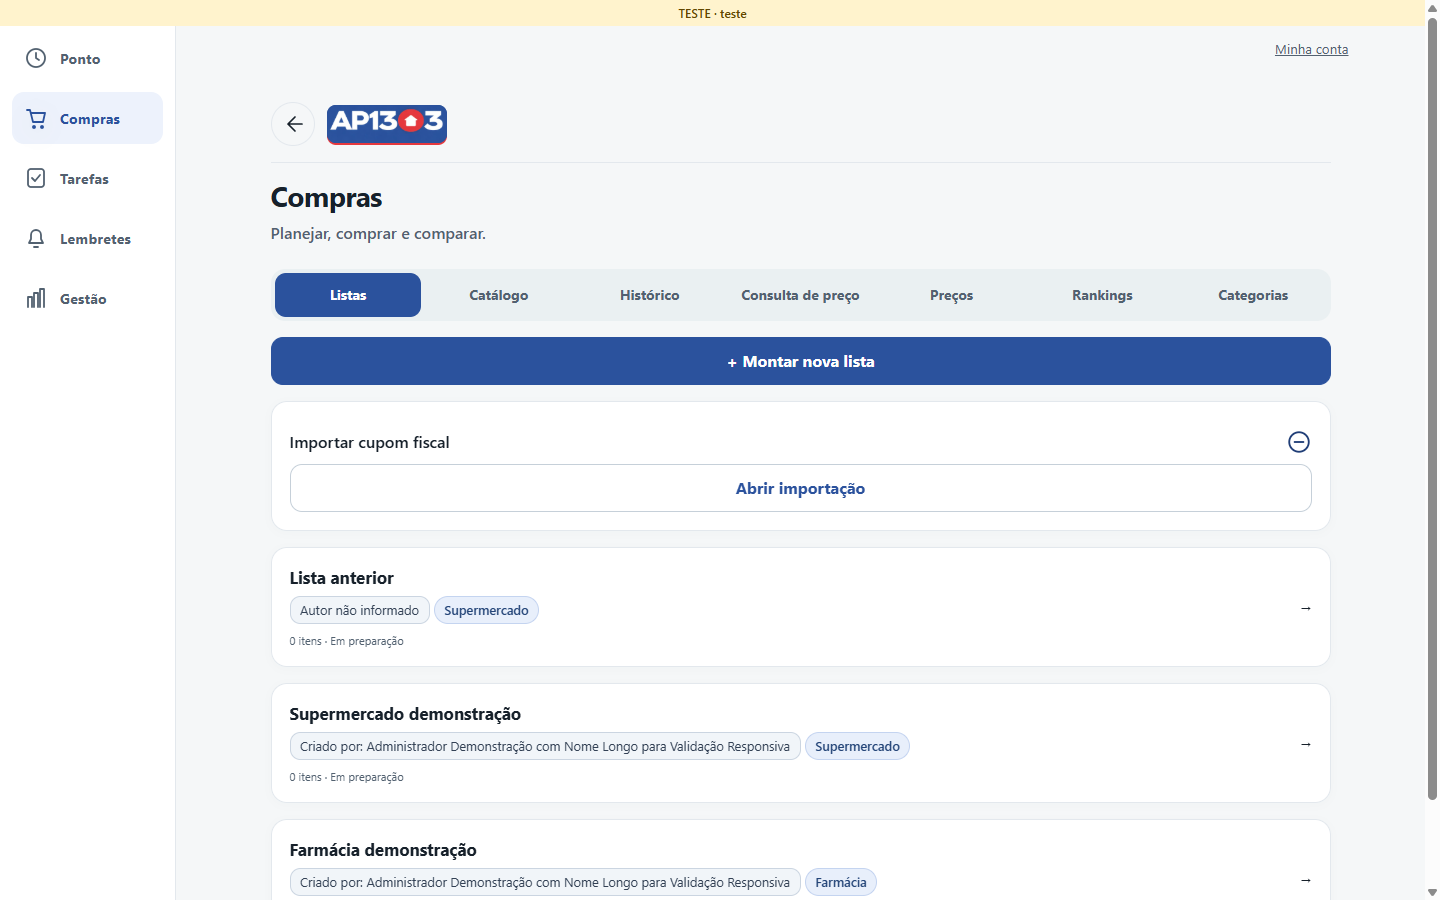 TESTE · teste
Minha conta
Ponto
Compras
Tarefas
Lembretes
Gestão
AP1303
Compras
Planejar, comprar e comparar.
Listas
Catálogo
Histórico
Consulta de preço
Preços
Rankings
Categorias
+ Montar nova lista
Importar cupom fiscal
Abrir importação
Lista anterior
Autor não informado
Supermercado
0 itens · Em preparação
→
Supermercado demonstração
Criado por: Administrador Demonstração com Nome Longo para Validação Responsiva
Supermercado
0 itens · Em preparação
→
Farmácia demonstração
Criado por: Administrador Demonstração com Nome Longo para Validação Responsiva
Farmácia
→